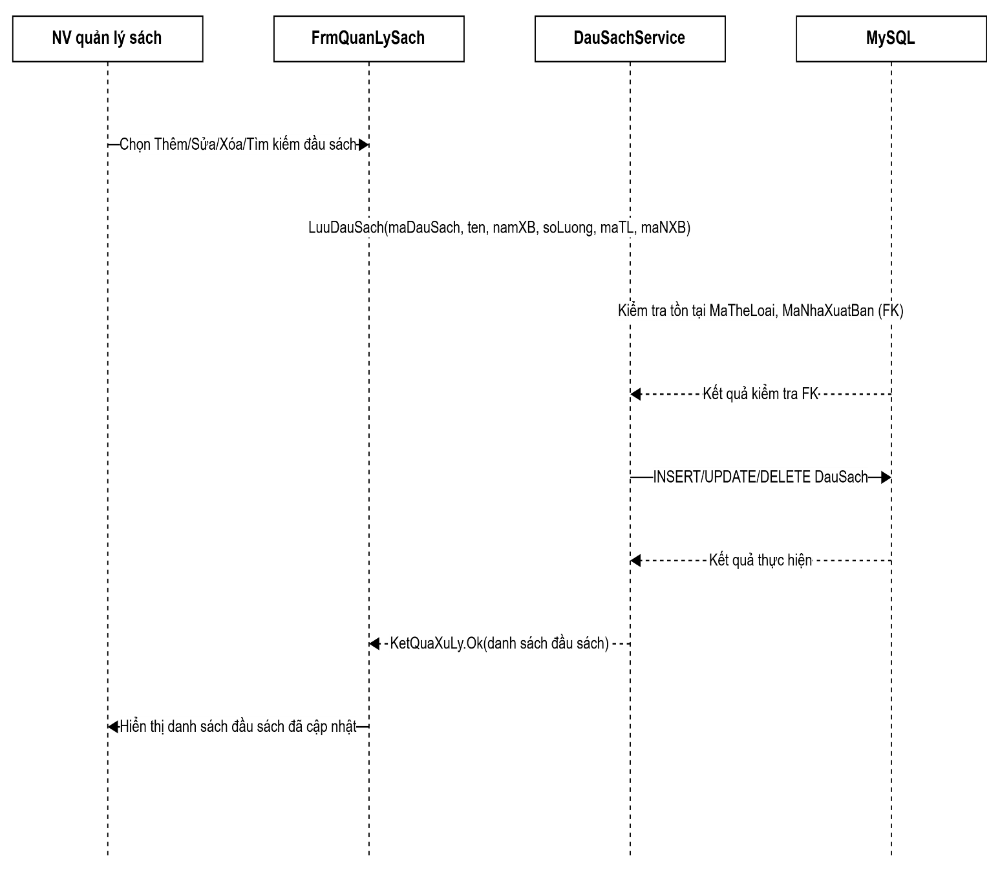 NV quản lý sách
FrmQuanLySach
DauSachService
MySQL
Chọn Thêm/Sửa/Xóa/Tìm kiếm đầu sách
LuuDauSach(maDauSach, ten, namXB, soLuong, maTL, maNXB)
Kiểm tra tồn tại MaTheLoai, MaNhaXuatBan (FK)
Kết quả kiểm tra FK
INSERT/UPDATE/DELETE DauSach
Kết quả thực hiện
KetQuaXuLy.Ok(danh sách đầu sách)
Hiển thị danh sách đầu sách đã cập nhật